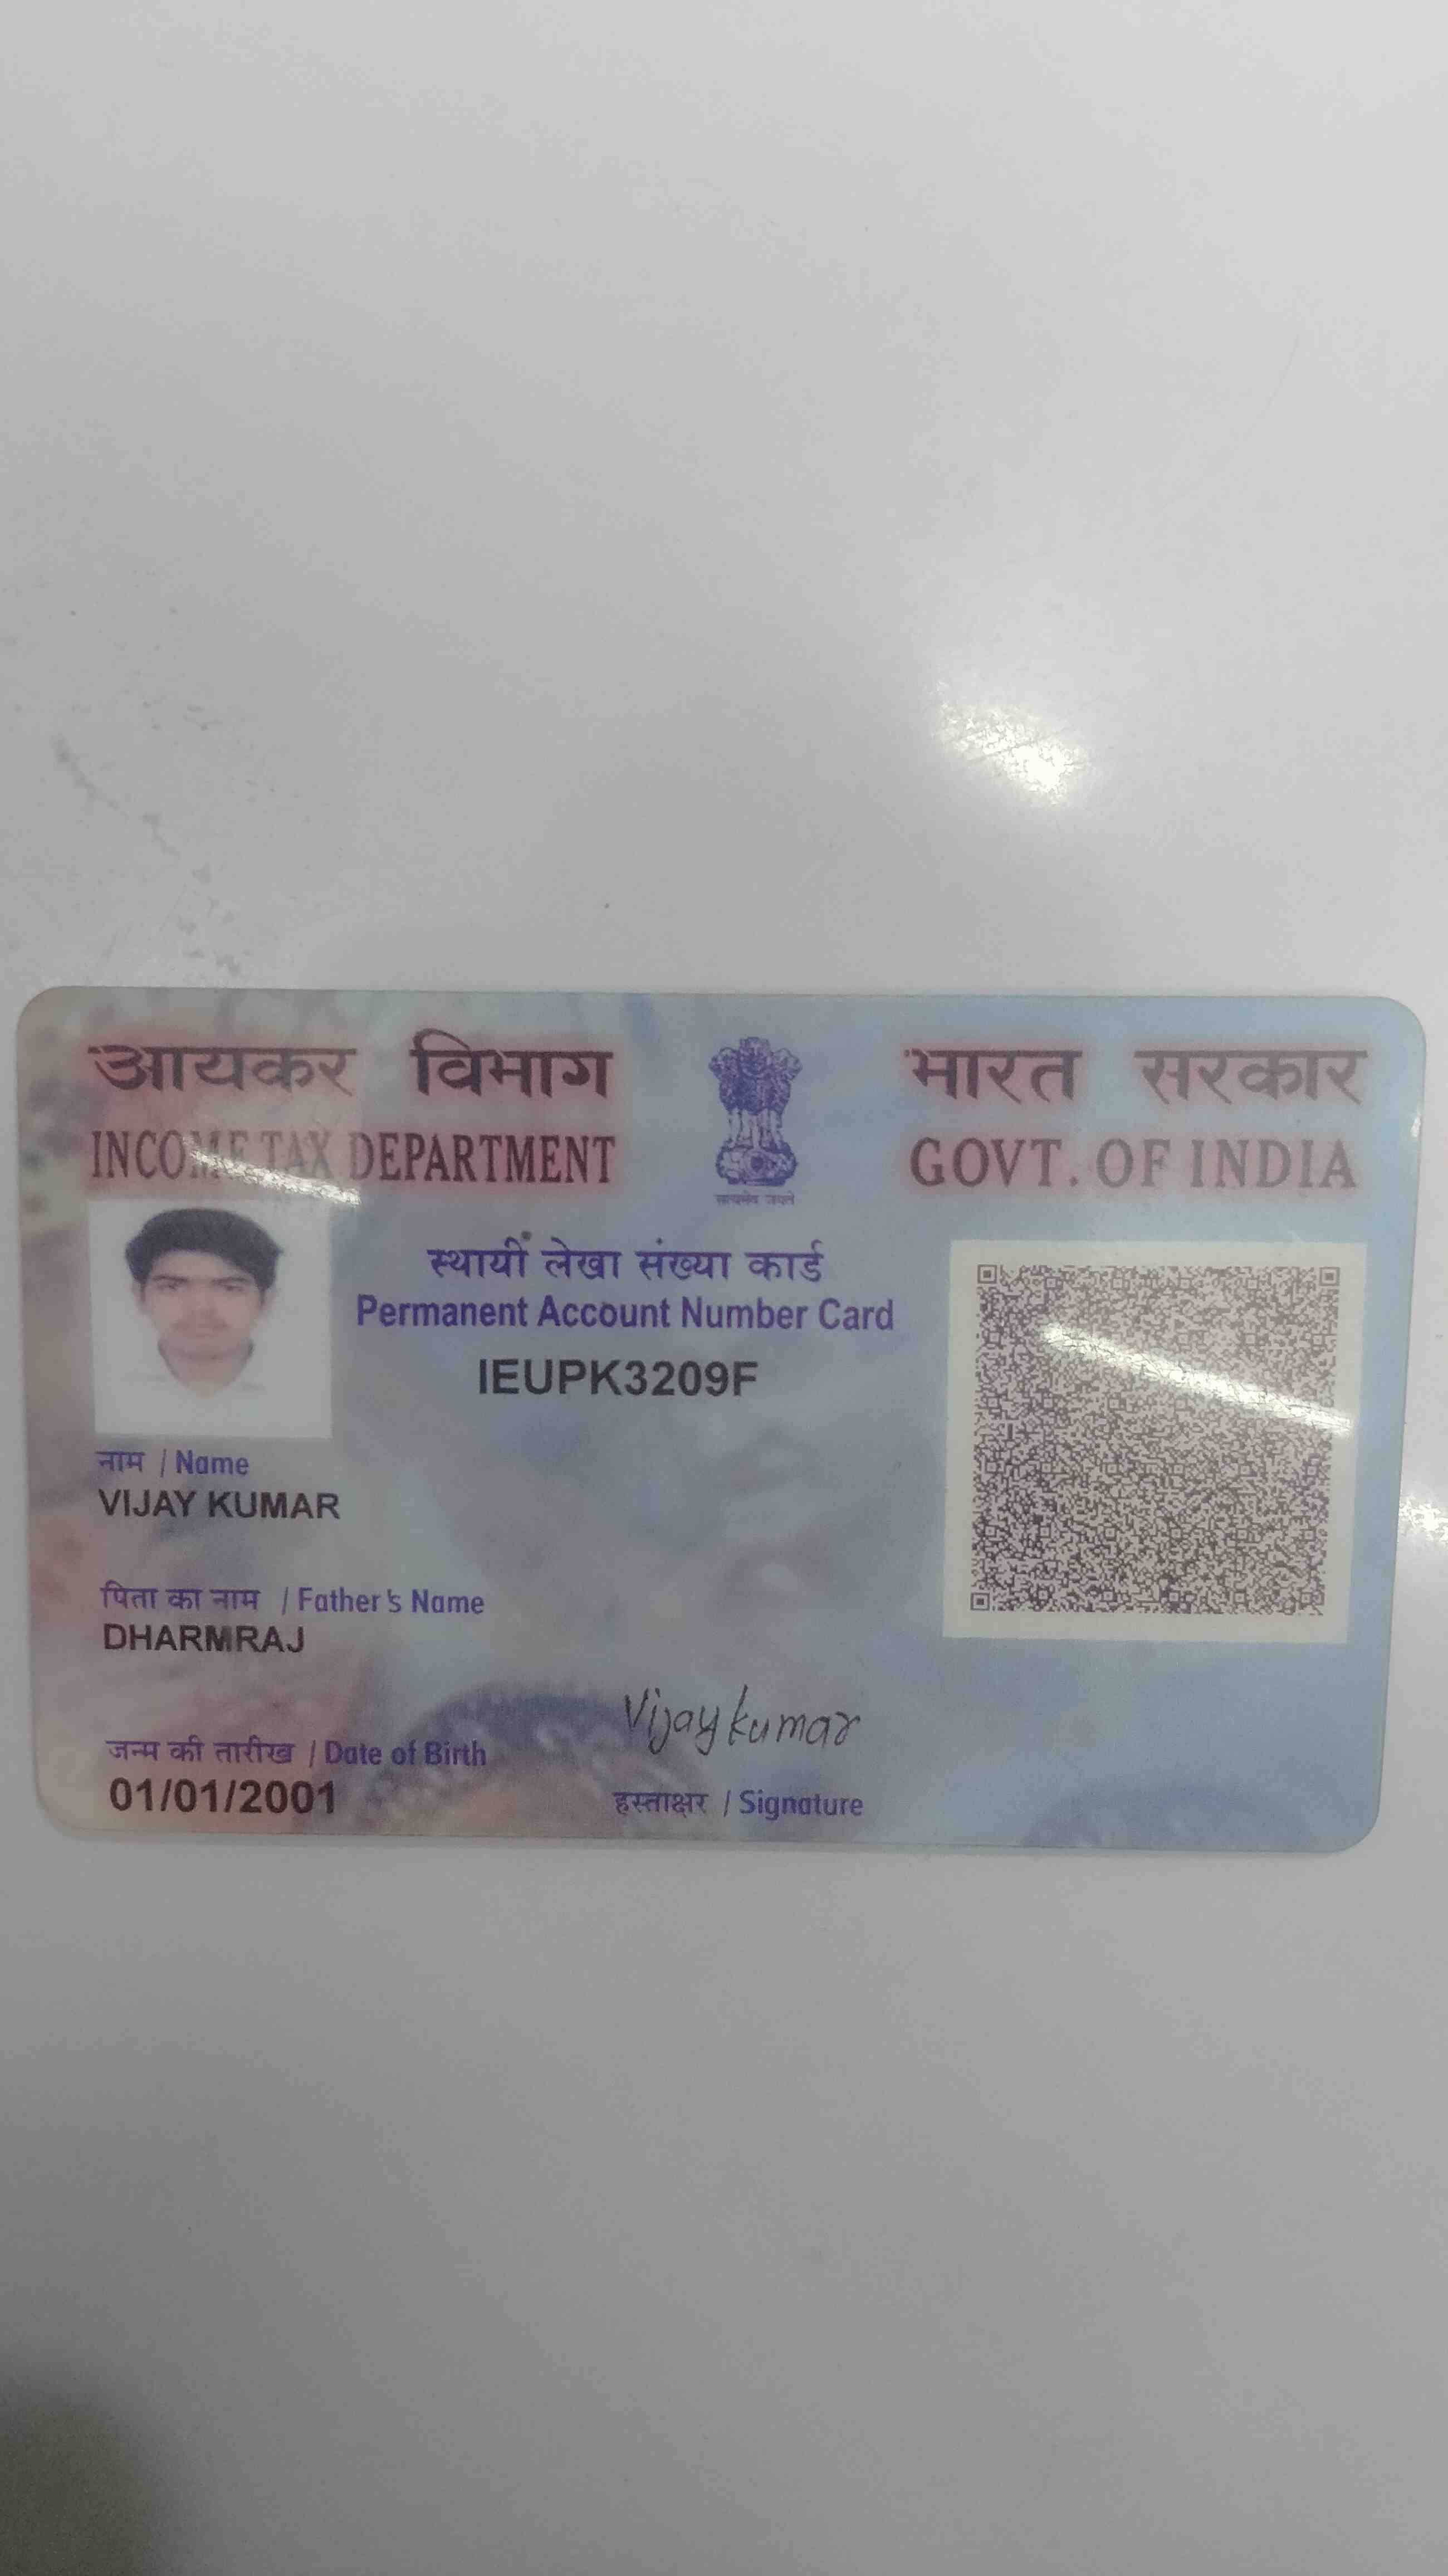 आयकर विभाग
INCOME TAX DEPARTMENT
सत्यमेव जयते
भारत सरकार
GOVT. OF INDIA
स्थायी लेखा संख्या कार्ड
Permanent Account Number Card
IEUPK3209F
नाम / Name
VIJAY KUMAR
पिता का नाम / Father's Name
DHARMRAJ
जन्म की तारीख / Date of Birth
01/01/2001
Vijay kumar
हस्ताक्षर / Signature